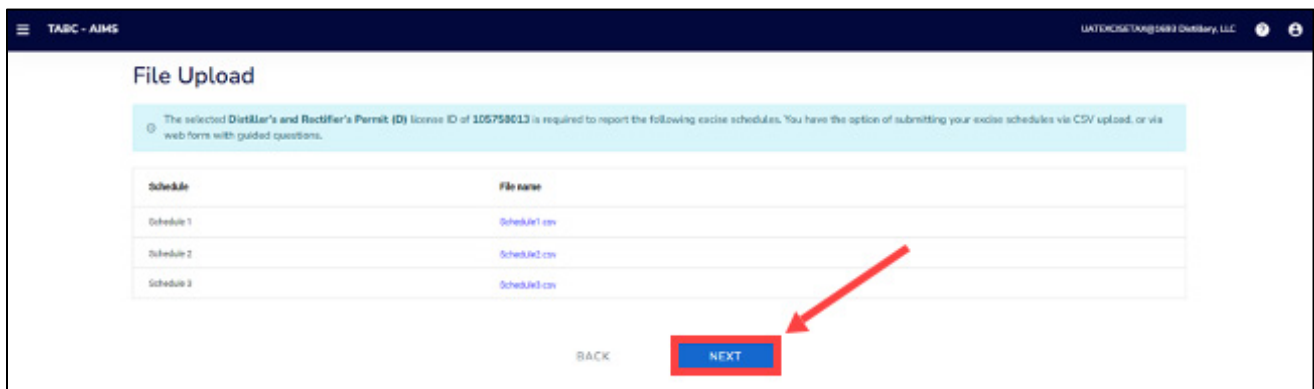 TABC - AIMS
UATEXCISETAX@1693 Distillery, LLC
File Upload
The selected Distiller's and Rectifier's Permit (D) license ID of 105758013 is required to report the following excise schedules. You have the option of submitting your excise schedules via CSV upload, or via
web form with guided questions.
Schedule File name
Schedule 1 Schedule1.csv
Schedule 2 Schedule2.csv
Schedule 3 Schedule3.csv
BACK NEXT